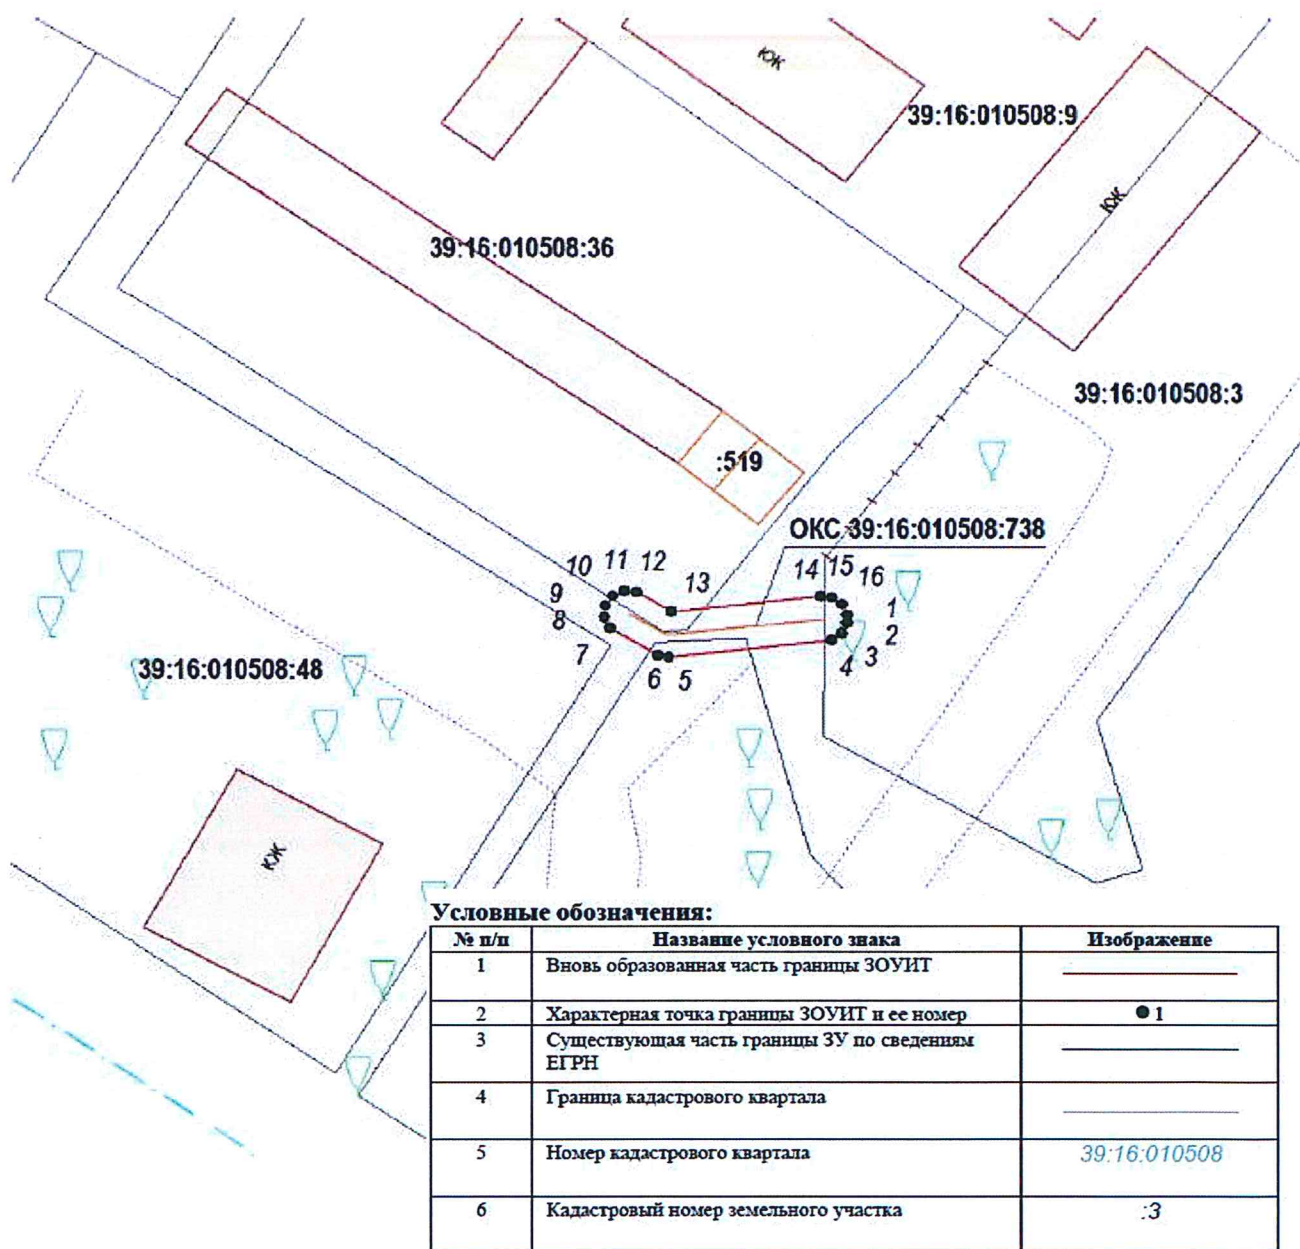 КЖ
39:16:010508:9
КЖ
39:16:010508:36
39:16:010508:3
:519
ОКС 39:16:010508:738
10 11 12
13
14 15 16
9
1
8
2
7
6 5
4 3
39:16:010508:48
КЖ
Условные обозначения:
№ п/п Название условного знака Изображение
1 Вновь образованная часть границы ЗОУИТ
2 Характерная точка границы ЗОУИТ и ее номер 1
3 Существующая часть границы ЗУ по сведениям
ЕГРН
4 Граница кадастрового квартала
5 Номер кадастрового квартала 39:16:010508
6 Кадастровый номер земельного участка :3